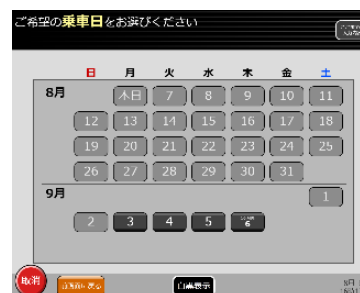 ご希望の乗車日をお選びください
日 月 火 水 木 金 土
8月 本日 7 8 9 10 11
12 13 14 15 16 17 18
19 20 21 22 23 24 25
26 27 28 29 30 31
9月 1
2 3 4 5 6
取消